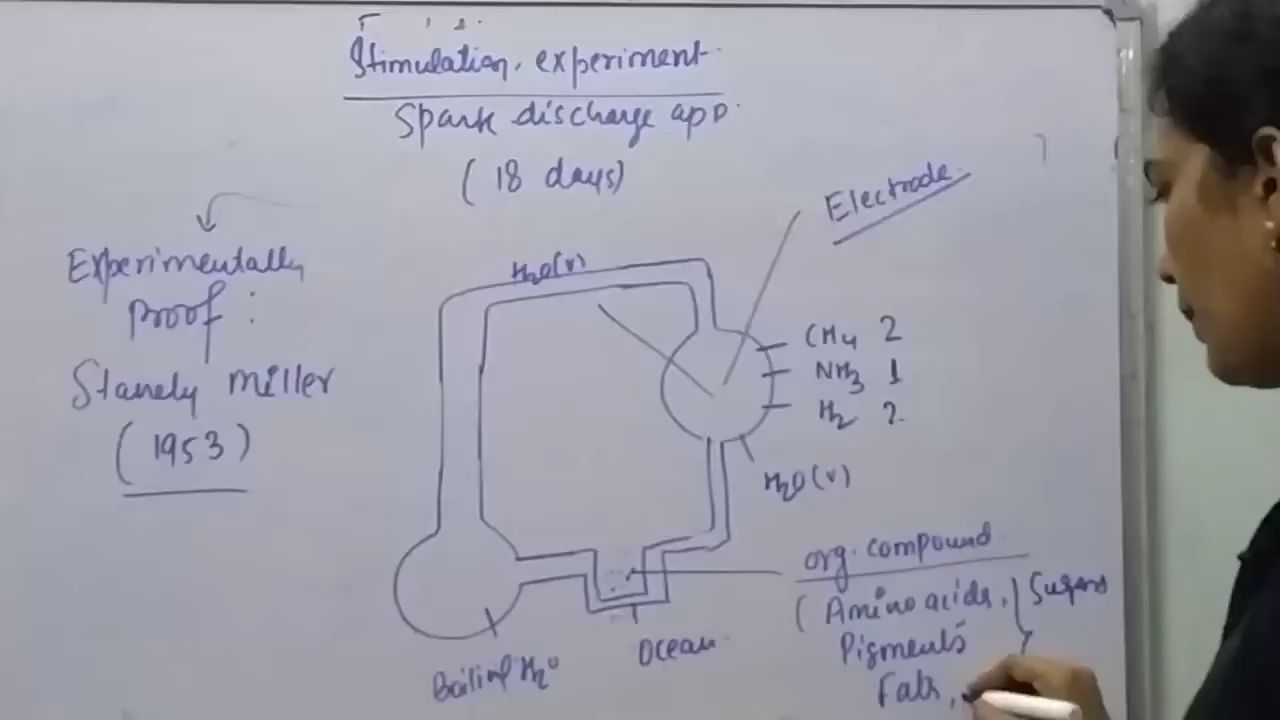 Stimulation. experiment
Spark discharge app.
(18 days)
Electrode
Experimentally
Proof :
Stanely miller
(1953)
H2O(v)
CH4 2
NH3 1
H2 2
H2O(v)
org. compound
(Amino acids, Sugars
Pigments
Fats,
Ocean
Boiling H2O